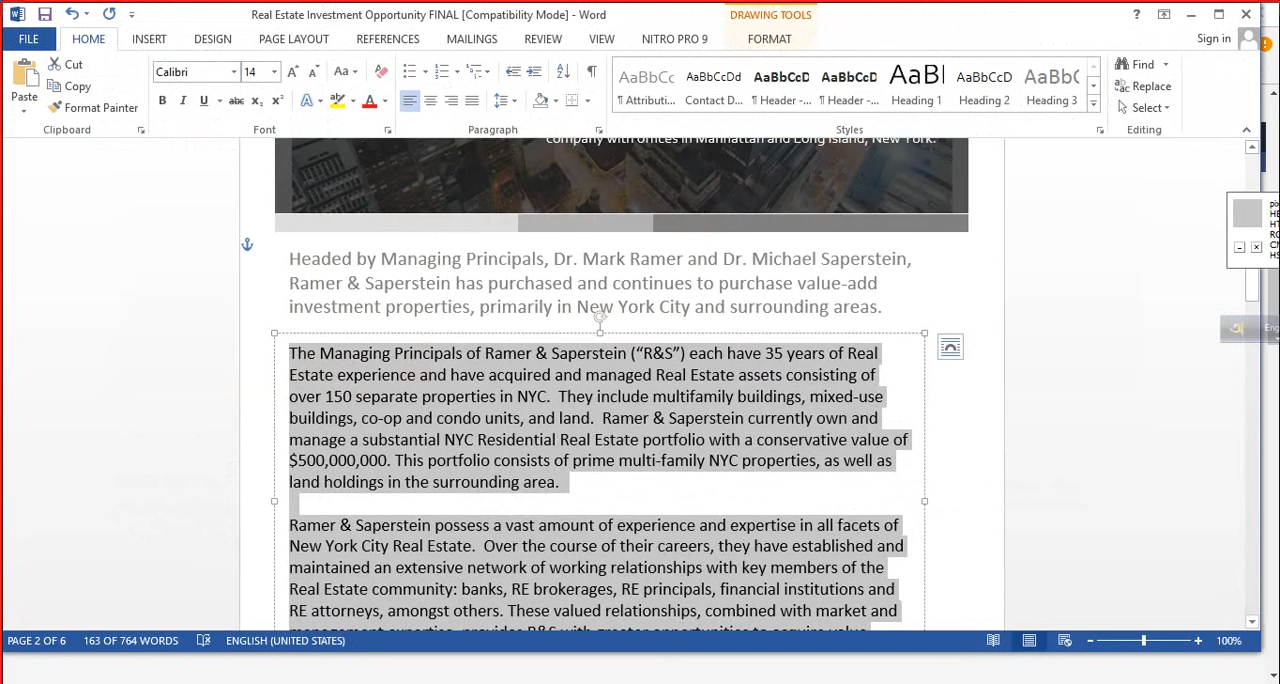 Real Estate Investment Opportunity FINAL [Compatibility Mode] - Word
DRAWING TOOLS
?
FILE HOME INSERT DESIGN PAGE LAYOUT REFERENCES MAILINGS REVIEW VIEW NITRO PRO 9 FORMAT Sign in
Paste
Cut
Copy
Format Painter
Clipboard
Calibri 14
Font
Paragraph
AaBbCc AaBbCcDd AaBbCcD AaBbCcD AaBl AaBbCcD AaBbC
¶ Attributi... Contact D... ¶ Header -... ¶ Header -... Heading 1 Heading 2 Heading 3
Styles
Find
Replace
Select
Editing
company with offices in Manhattan and Long Island, New York.
Headed by Managing Principals, Dr. Mark Ramer and Dr. Michael Saperstein,
Ramer & Saperstein has purchased and continues to purchase value-add
investment properties, primarily in New York City and surrounding areas.
The Managing Principals of Ramer & Saperstein (“R&S”) each have 35 years of Real
Estate experience and have acquired and managed Real Estate assets consisting of
over 150 separate properties in NYC.  They include multifamily buildings, mixed-use
buildings, co-op and condo units, and land.  Ramer & Saperstein currently own and
manage a substantial NYC Residential Real Estate portfolio with a conservative value of
$500,000,000. This portfolio consists of prime multi-family NYC properties, as well as
land holdings in the surrounding area.
Ramer & Saperstein possess a vast amount of experience and expertise in all facets of
New York City Real Estate.  Over the course of their careers, they have established and
maintained an extensive network of working relationships with key members of the
Real Estate community: banks, RE brokerages, RE principals, financial institutions and
RE attorneys, amongst others. These valued relationships, combined with market and
management expertise, provides R&S with greater opportunities to acquire value
PAGE 2 OF 6 163 OF 764 WORDS ENGLISH (UNITED STATES) 100%